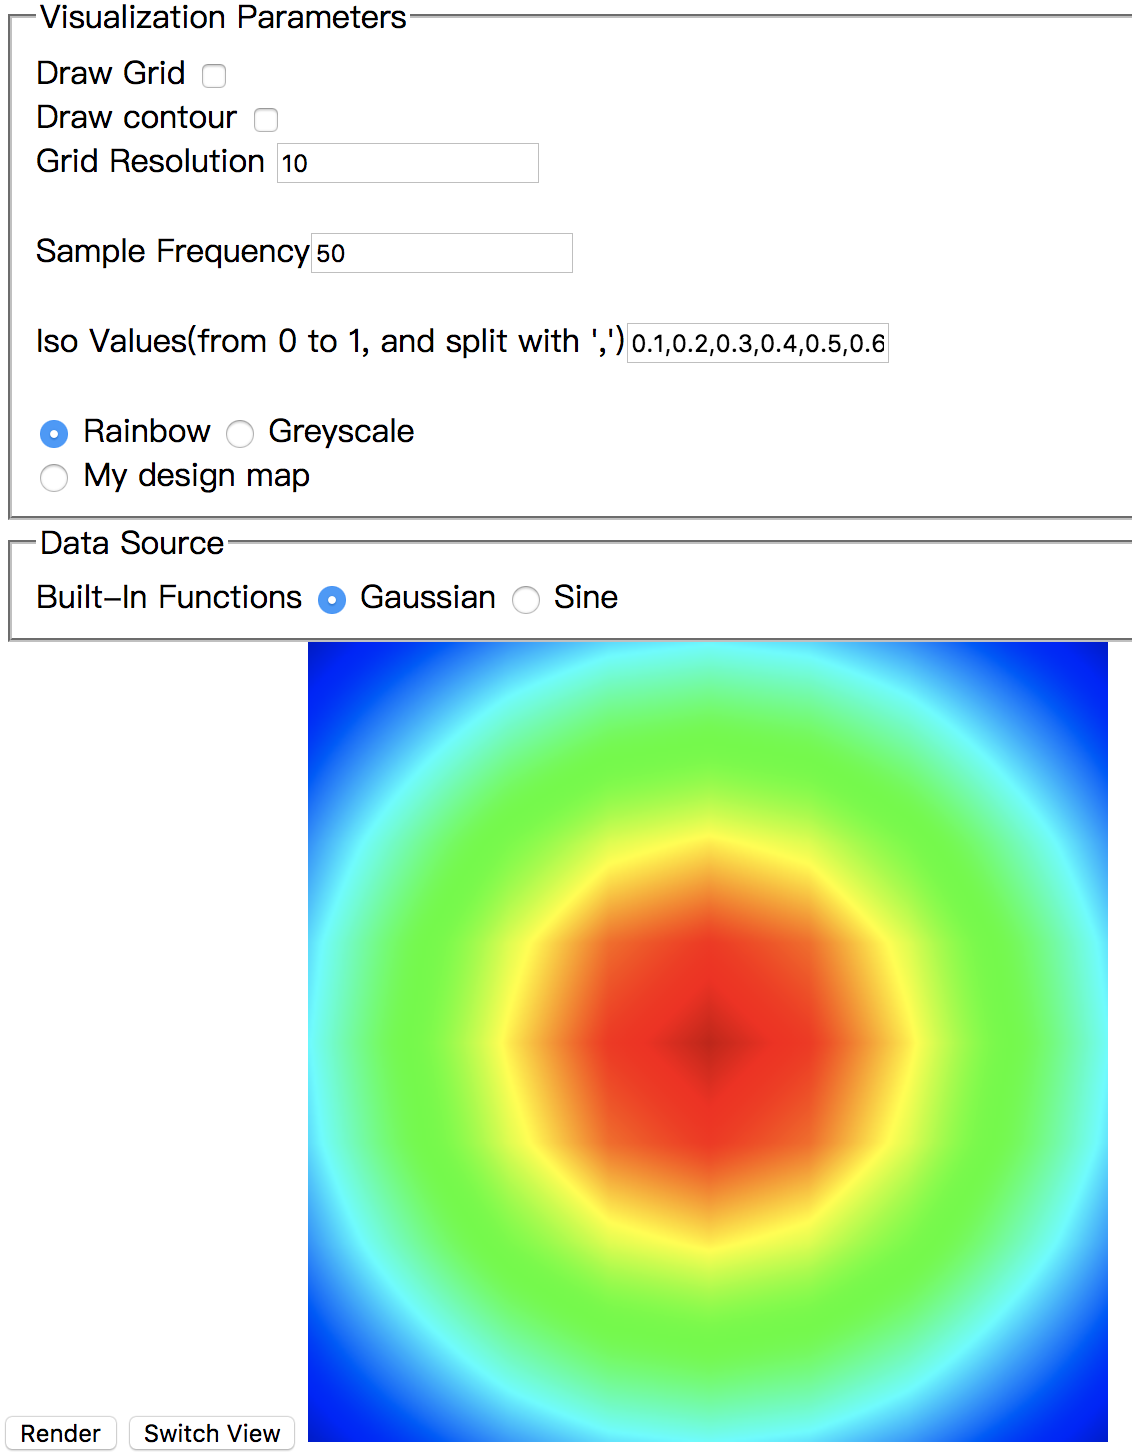 Visualization Parameters
Draw Grid
Draw contour
Grid Resolution 10
Sample Frequency 50
Iso Values(from 0 to 1, and split with ',') 0.1,0.2,0.3,0.4,0.5,0.6
Rainbow Greyscale
My design map
Data Source
Built-In Functions Gaussian Sine
Render Switch View